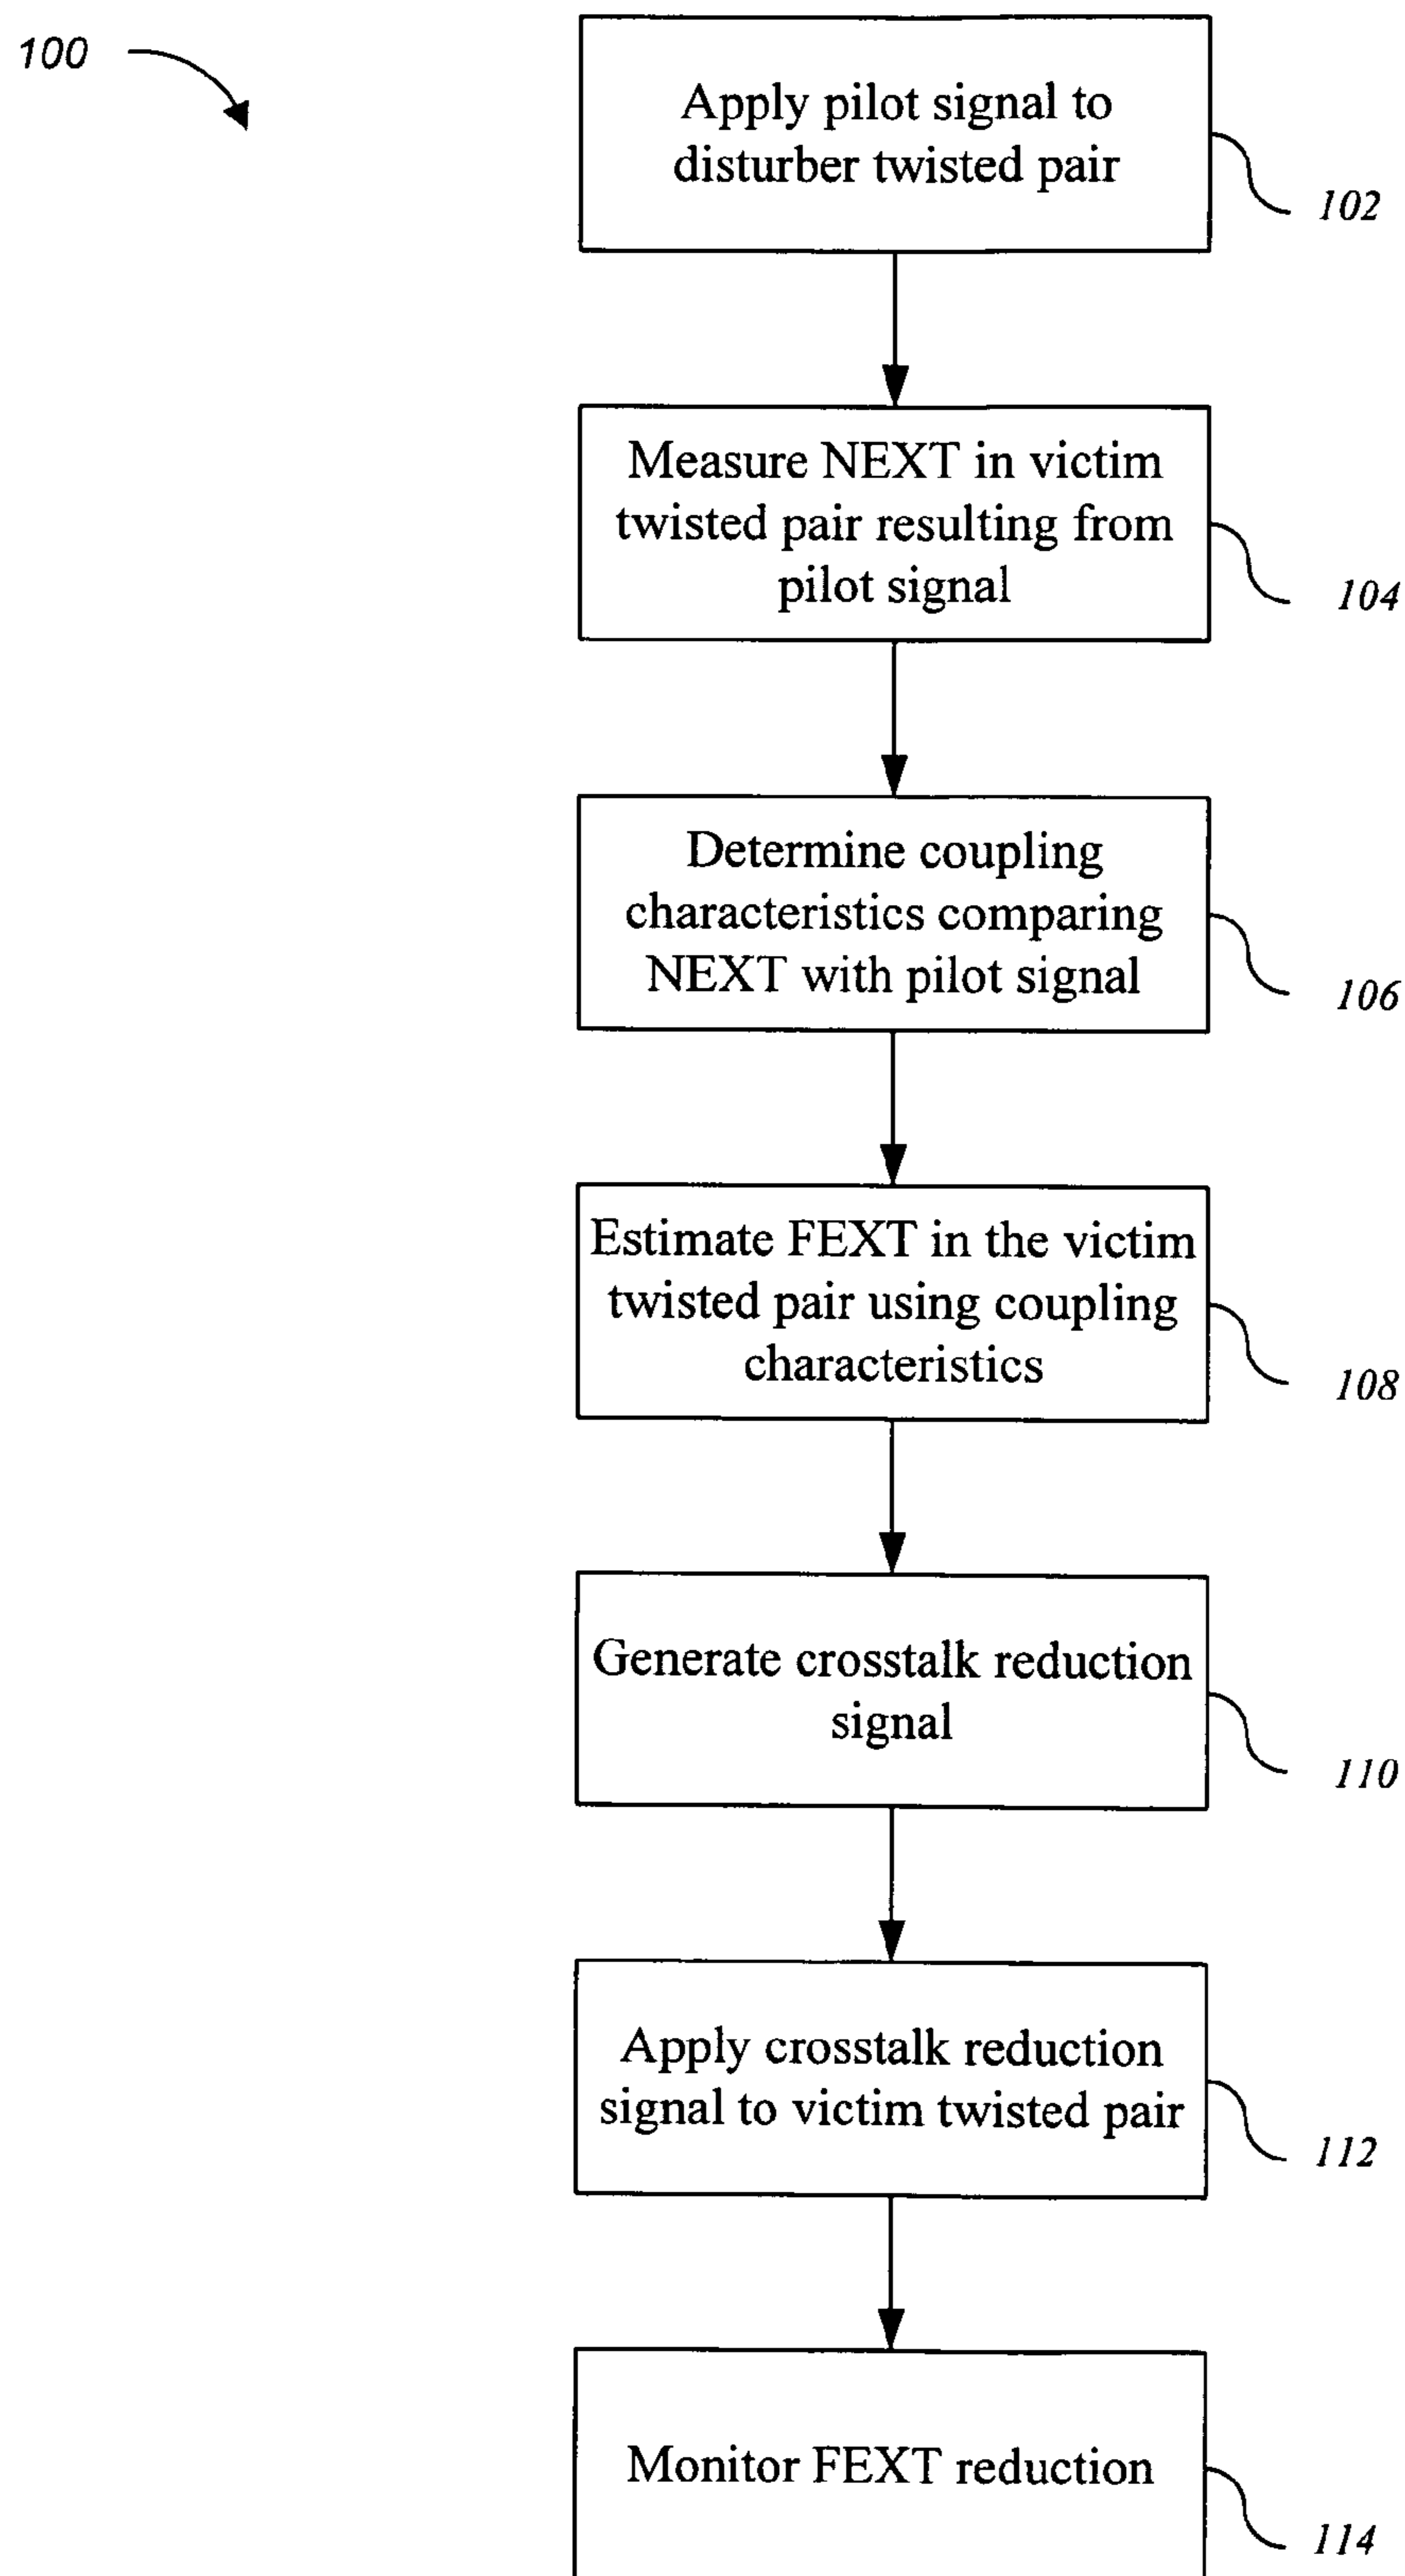 100
Apply pilot signal to
disturber twisted pair
102
Measure NEXT in victim
twisted pair resulting from
pilot signal
104
Determine coupling
characteristics comparing
NEXT with pilot signal
106
Estimate FEXT in the victim
twisted pair using coupling
characteristics
108
Generate crosstalk reduction
signal
110
Apply crosstalk reduction
signal to victim twisted pair
112
Monitor FEXT reduction
114